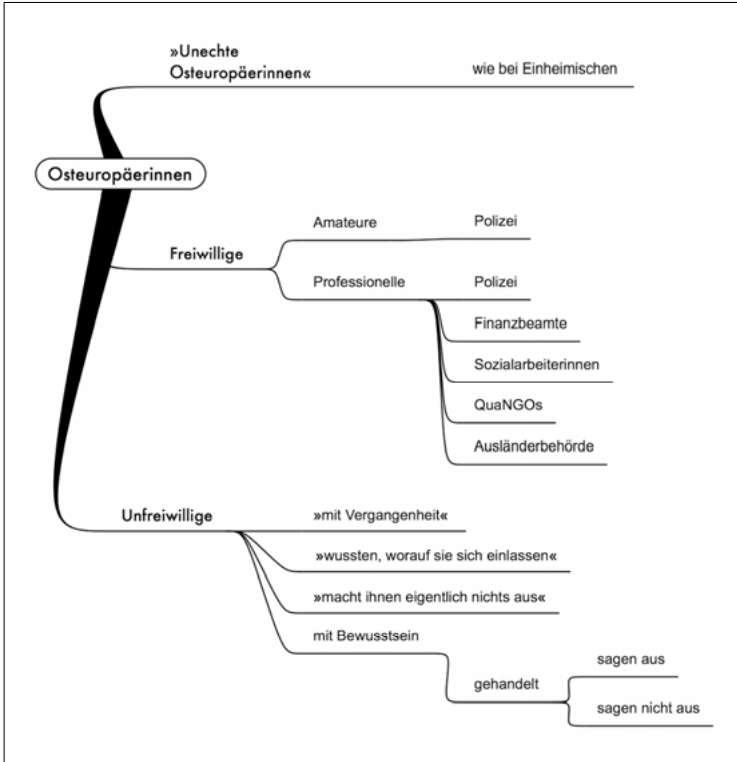 »Unechte
Osteuropäerinnen«
wie bei Einheimischen
Osteuropäerinnen
Freiwillige
Amateure
Polizei
Professionelle
Polizei
Finanzbeamte
Sozialarbeiterinnen
QuaNGOs
Ausländerbehörde
Unfreiwillige
»mit Vergangenheit«
»wussten, worauf sie sich einlassen«
»macht ihnen eigentlich nichts aus«
mit Bewusstsein
gehandelt
sagen aus
sagen nicht aus